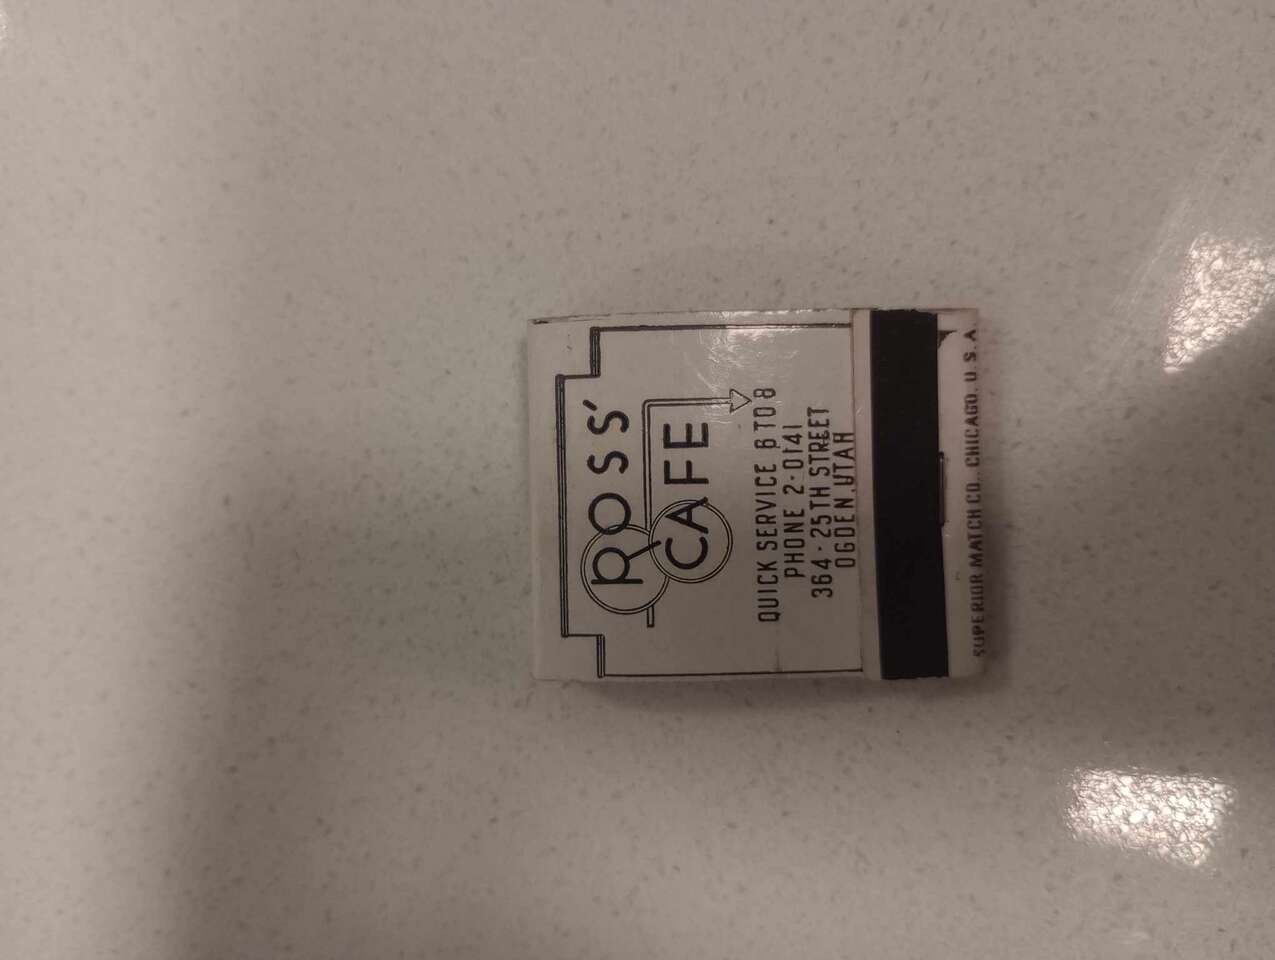 ROSS'
CAFE
QUICK SERVICE 6 TO 8
PHONE 2-0141
364-25TH STREET
OGDEN, UTAH
SUPERIOR MATCH CO., CHICAGO, U.S.A.